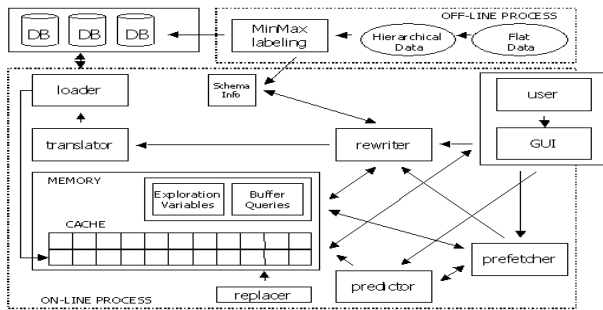 OFF-LINE PROCESS
DB DB DB
MinMax
labeling
Hierarchical
Data
Flat
Data
loader
Schema
Info
user
translator
rewriter
GUI
MEMORY
Exploration
Variables
Buffer
Queries
CACHE
prefetcher
predictor
replacer
ON-LINE PROCESS